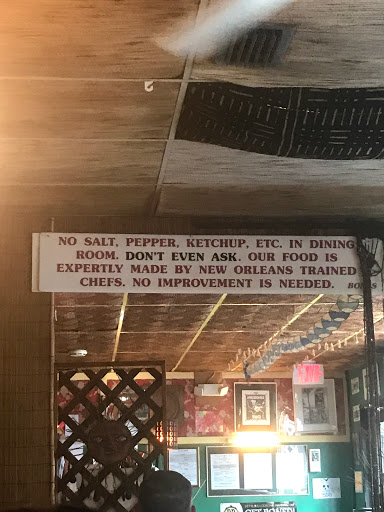 NO SALT, PEPPER, KETCHUP, ETC. IN DINING
ROOM. DON'T EVEN ASK. OUR FOOD IS
EXPERTLY MADE BY NEW ORLEANS TRAINED
CHEFS. NO IMPROVEMENT IS NEEDED.